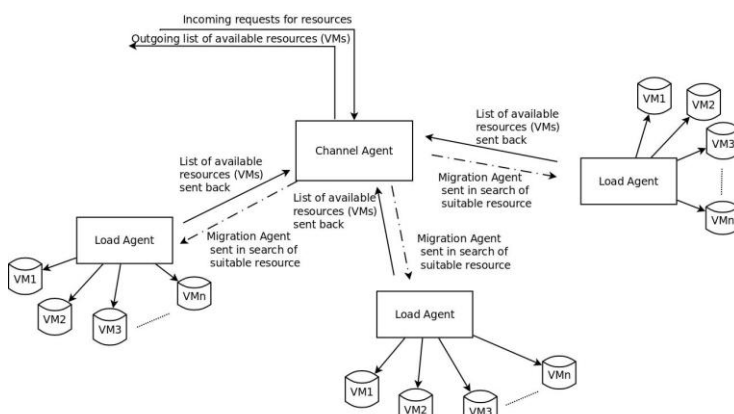 Incoming requests for resources
Outgoing list of available resources (VMs)
Channel Agent
List of available
resources (VMs)
sent back
Migration Agent
sent in search of
suitable resource
Load Agent
VM1
VM2
VM3
VMn
List of available
resources (VMs)
sent back
Migration Agent
sent in search of
suitable resource
Load Agent
VM1
VM2
VM3
VMn
List of available
resources (VMs)
sent back
Migration Agent
sent in search of
suitable resource
Load Agent
VM1
VM2
VM3
VMn